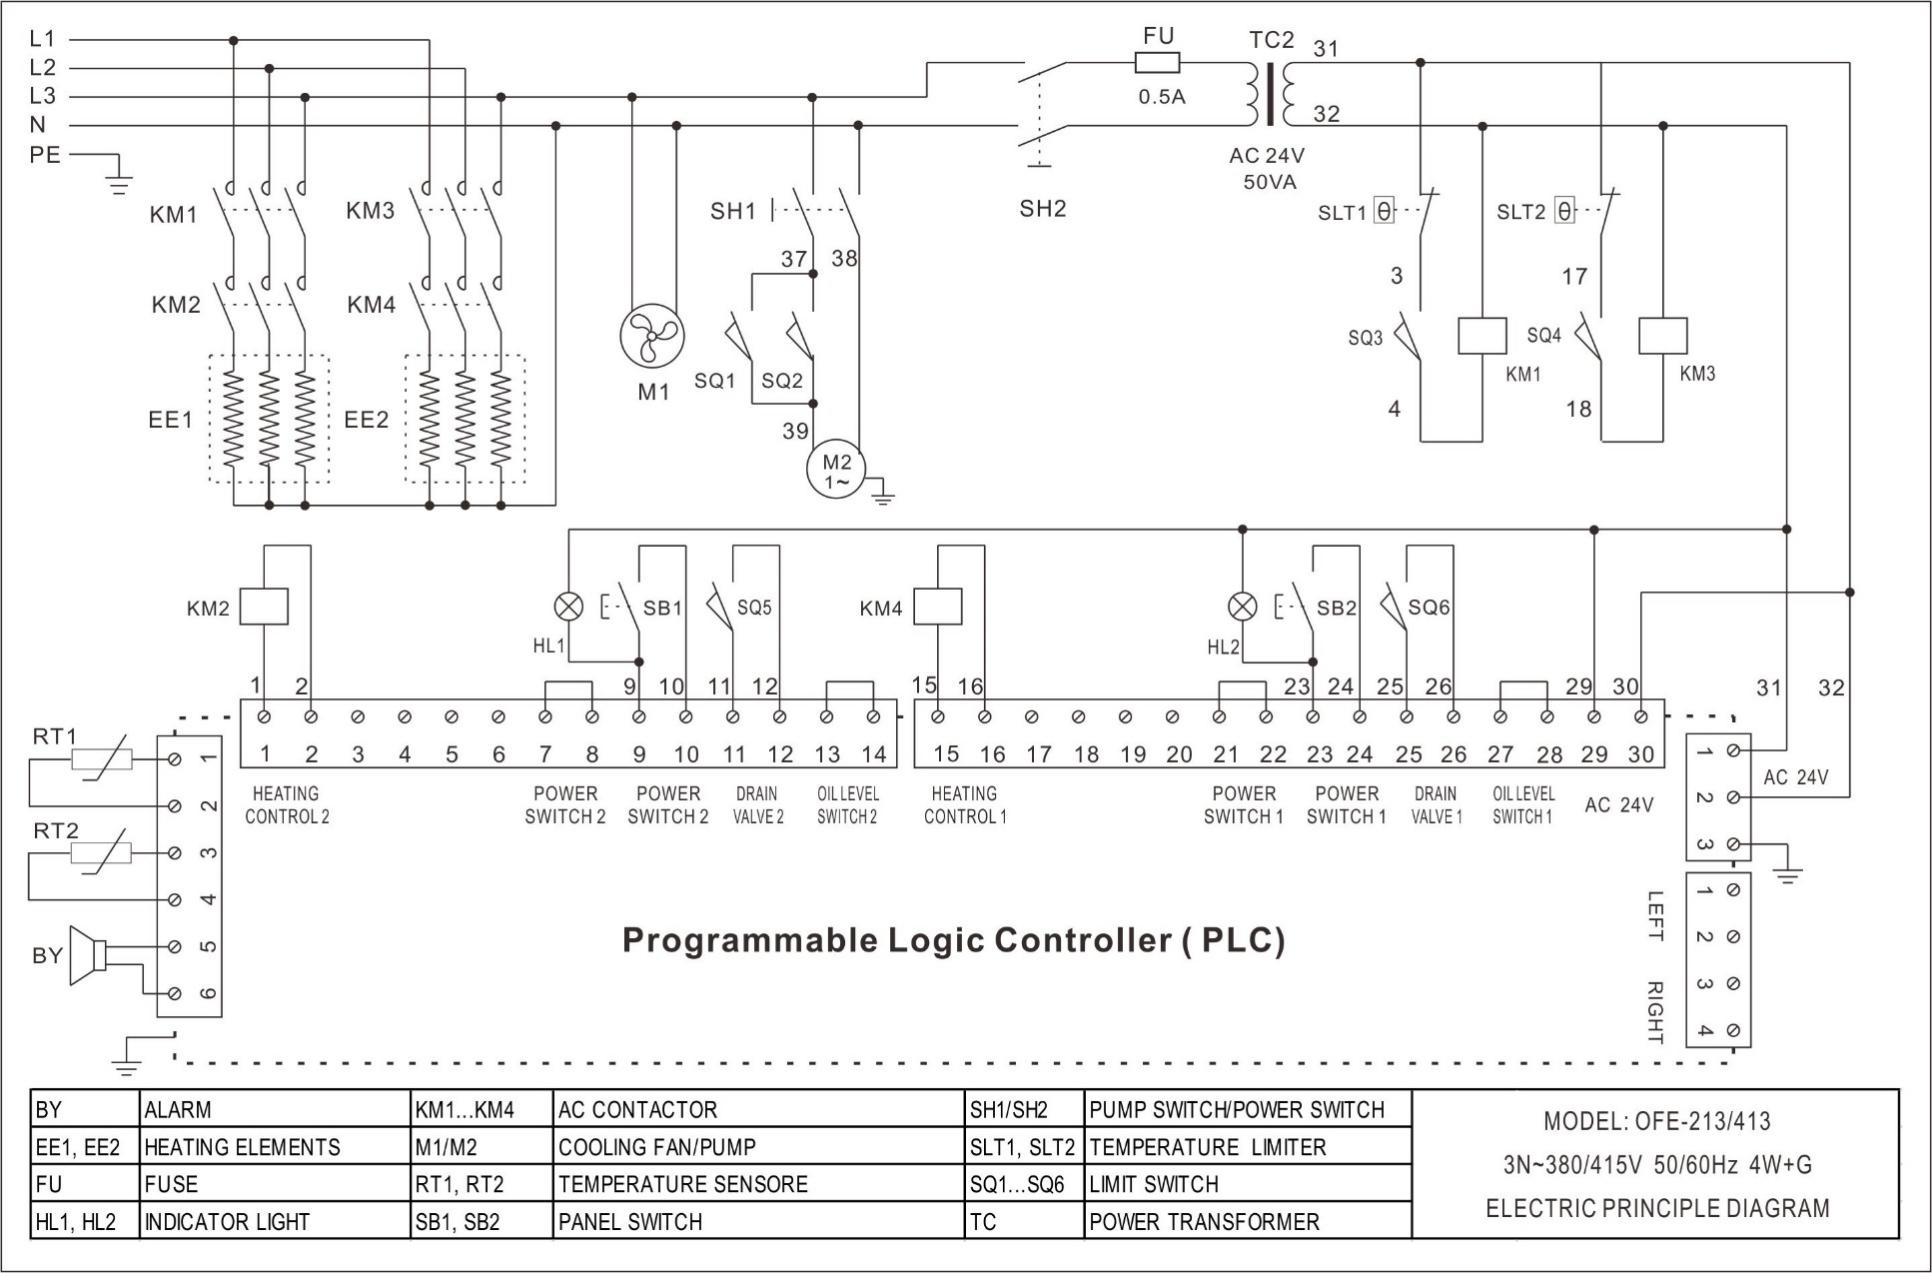 L1
L2
L3
N
PE
FU
0.5A
TC2
31
32
AC 24V
50VA
KM1
KM3
SH1
SH2
SLT1 θ
SLT2 θ
37
38
3
17
KM2
KM4
SQ3
KM1
SQ4
KM3
M1
SQ1
SQ2
4
18
EE1
EE2
39
M2
1~
KM2
HL1
SB1
SQ5
KM4
HL2
SB2
SQ6
1 2 9 10 11 12 15 16 23 24 25 26 29 30 31 32
1 2 3 4 5 6 7 8 9 10 11 12 13 14 15 16 17 18 19 20 21 22 23 24 25 26 27 28 29 30
HEATING
CONTROL 2
POWER
SWITCH 2
POWER
SWITCH 2
DRAIN
VALVE 2
OIL LEVEL
SWITCH 2
HEATING
CONTROL 1
POWER
SWITCH 1
POWER
SWITCH 1
DRAIN
VALVE 1
OIL LEVEL
SWITCH 1
AC 24V
RT1
RT2
BY
1
2
3
4
5
6
1
2
3
AC 24V
1
2
3
4
LEFT
RIGHT
Programmable Logic Controller ( PLC)
BY ALARM KM1...KM4 AC CONTACTOR SH1/SH2 PUMP SWITCH/POWER SWITCH
EE1, EE2 HEATING ELEMENTS M1/M2 COOLING FAN/PUMP SLT1, SLT2 TEMPERATURE LIMITER
FU FUSE RT1, RT2 TEMPERATURE SENSORE SQ1...SQ6 LIMIT SWITCH
HL1, HL2 INDICATOR LIGHT SB1, SB2 PANEL SWITCH TC POWER TRANSFORMER
MODEL: OFE-213/413
3N~380/415V 50/60Hz 4W+G
ELECTRIC PRINCIPLE DIAGRAM